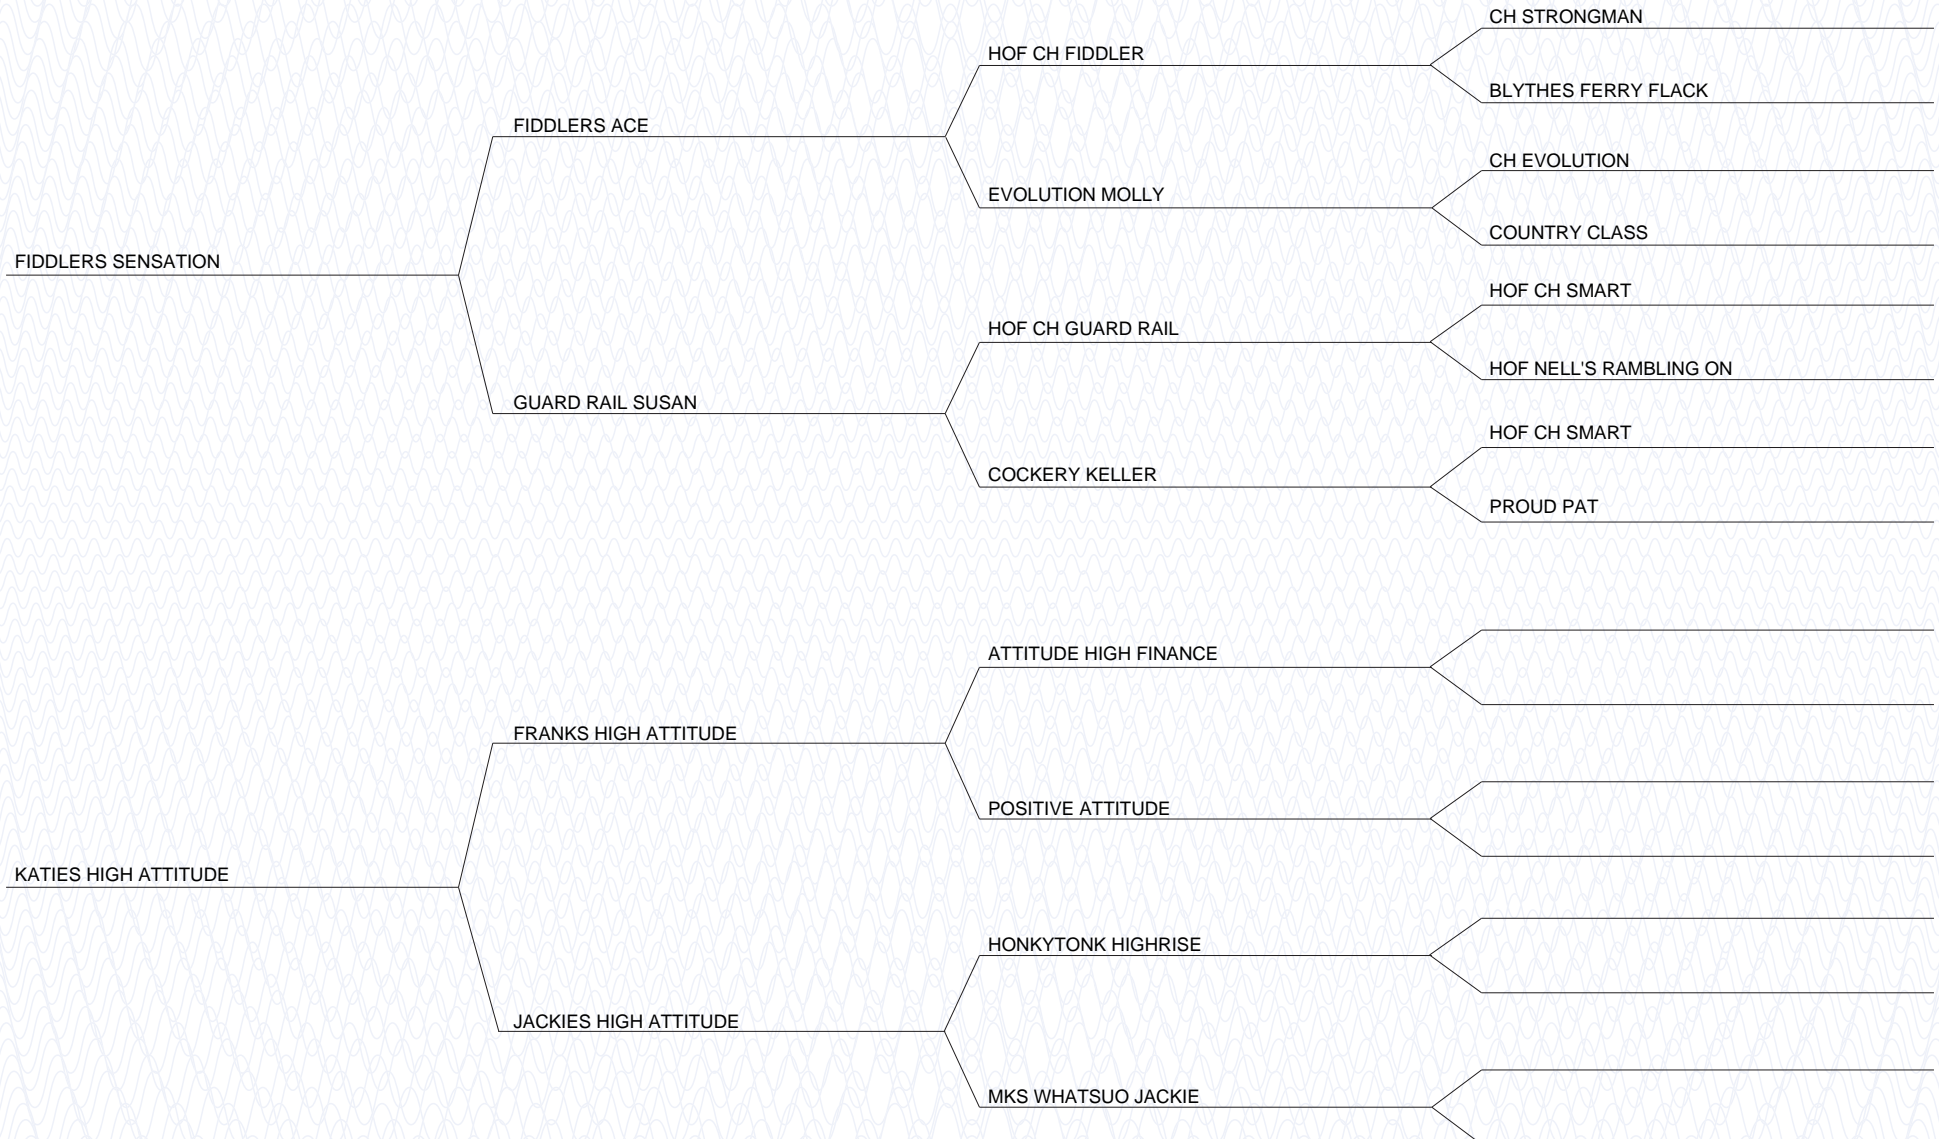 CH STRONGMAN
HOF CH FIDDLER
BLYTHES FERRY FLACK
FIDDLERS ACE
CH EVOLUTION
EVOLUTION MOLLY
COUNTRY CLASS
FIDDLERS SENSATION
HOF CH SMART
HOF CH GUARD RAIL
HOF NELL'S RAMBLING ON
GUARD RAIL SUSAN
HOF CH SMART
COCKERY KELLER
PROUD PAT
ATTITUDE HIGH FINANCE
FRANKS HIGH ATTITUDE
POSITIVE ATTITUDE
KATIES HIGH ATTITUDE
HONKYTONK HIGHRISE
JACKIES HIGH ATTITUDE
MKS WHATSUO JACKIE